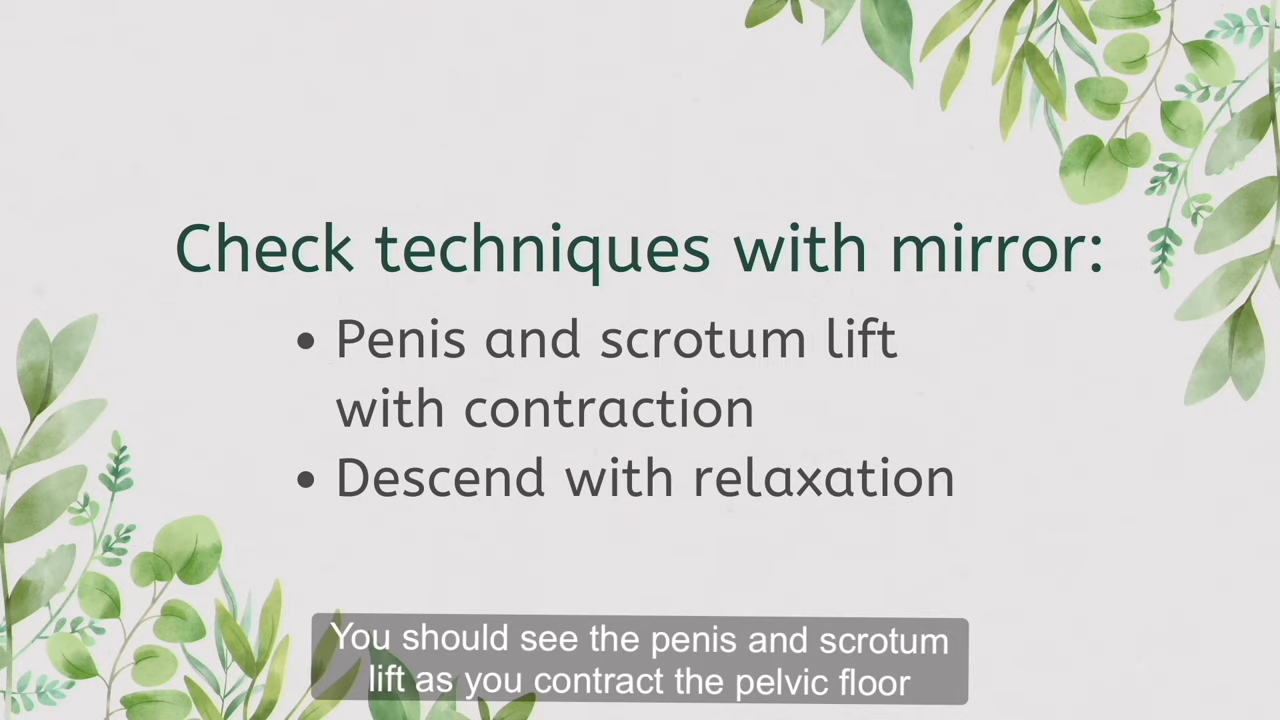 Check techniques with mirror:
• Penis and scrotum lift
with contraction
• Descend with relaxation
You should see the penis and scrotum
lift as you contract the pelvic floor